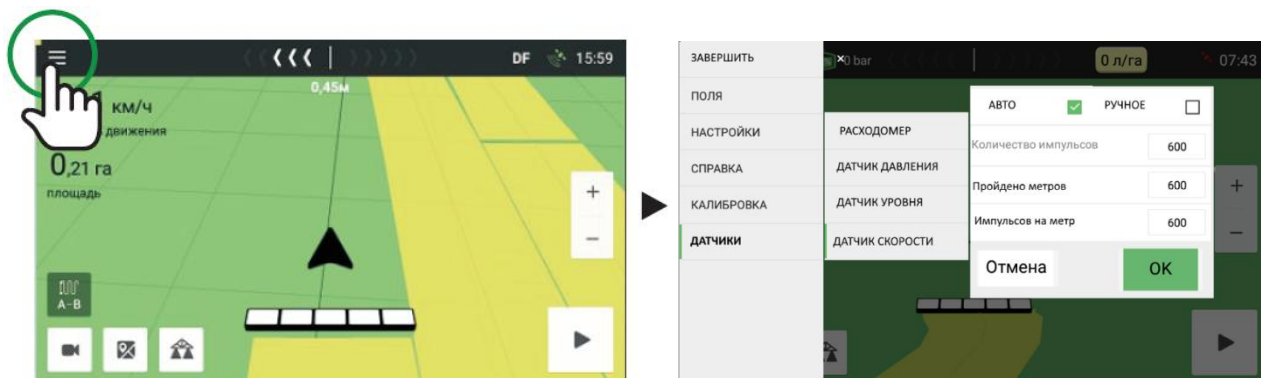 DF 15:59
0,45м
км/ч
движения
0,21 га
площадь
+
−
A-B
ЗАВЕРШИТЬ
ПОЛЯ
НАСТРОЙКИ
СПРАВКА
КАЛИБРОВКА
ДАТЧИКИ
РАСХОДОМЕР
ДАТЧИК ДАВЛЕНИЯ
ДАТЧИК УРОВНЯ
ДАТЧИК СКОРОСТИ
0 bar 0 л/га 07:43
АВТО РУЧНОЕ
Количество импульсов 600
Пройдено метров 600
Импульсов на метр 600
Отмена OK
+
−